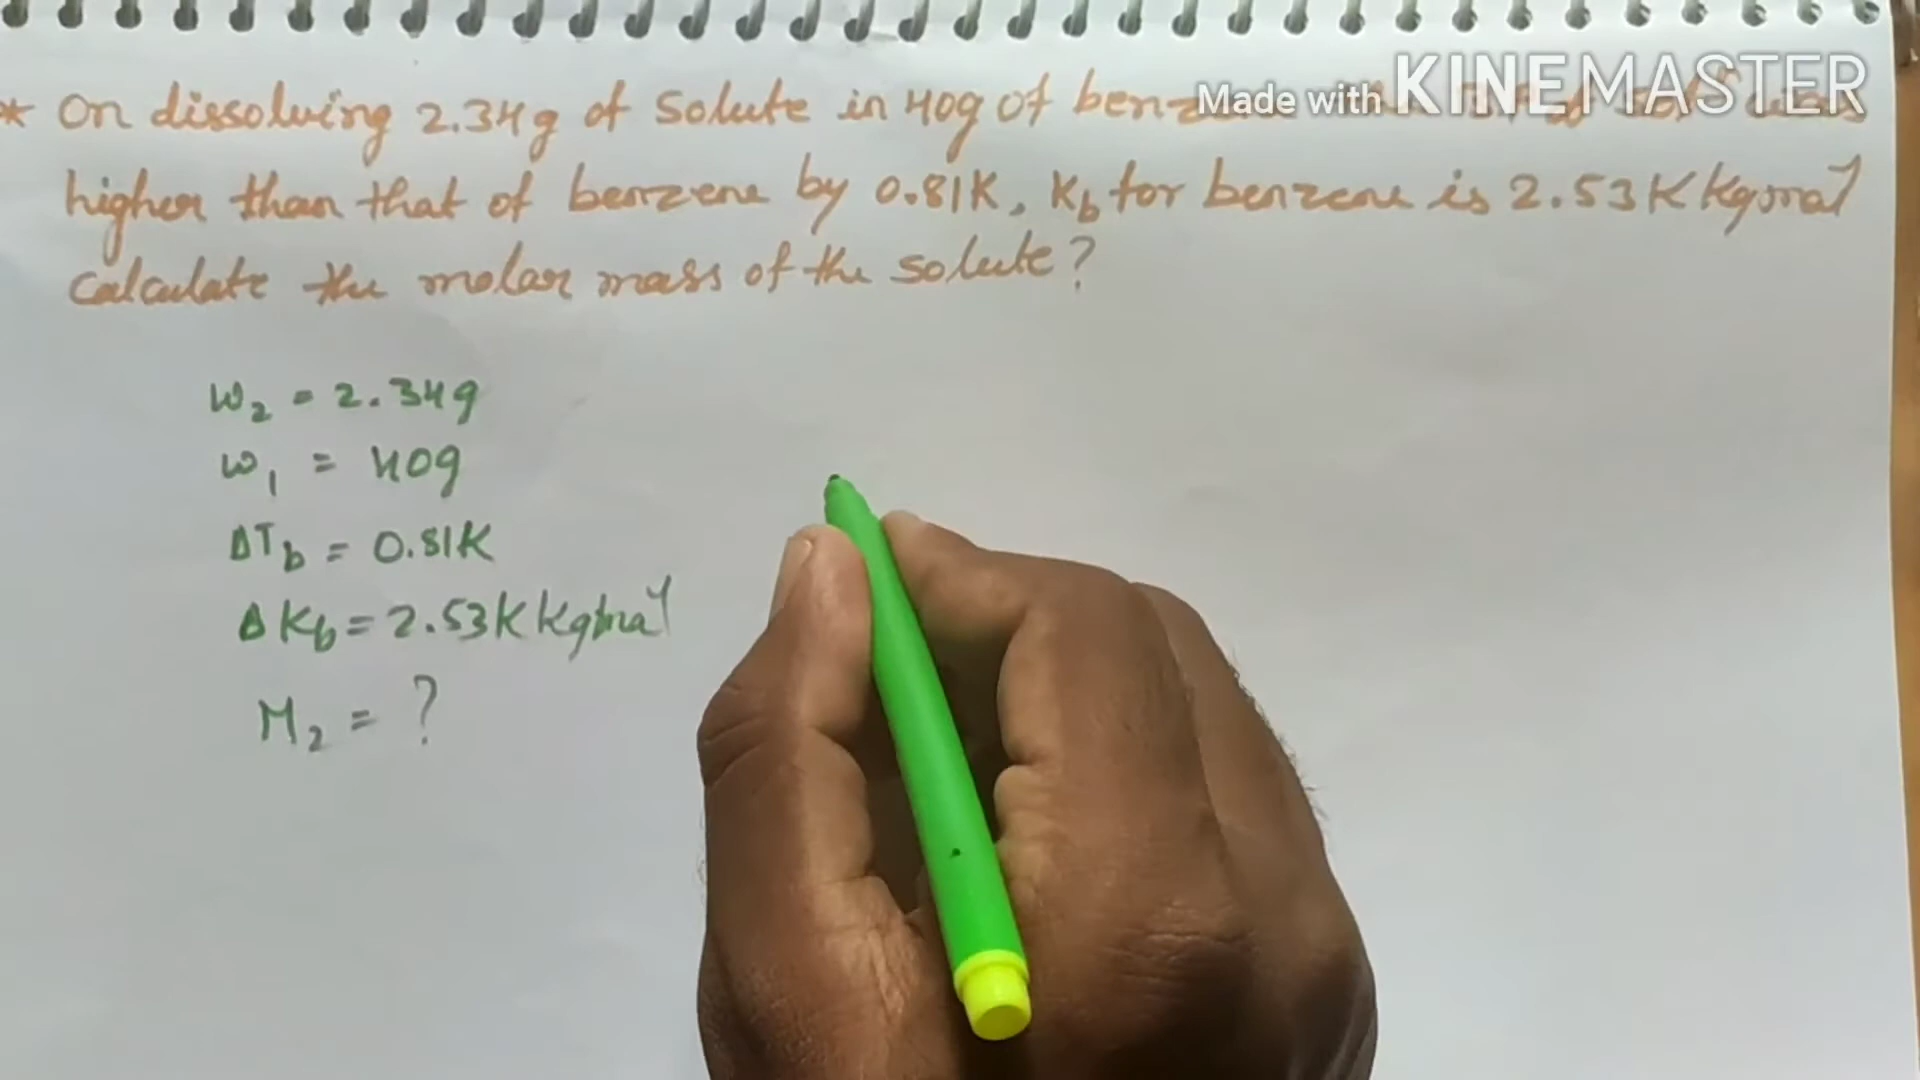 * On dissolving 2.34g of Solute in 40g of
higher than that of benzene by 0.81K, Kb for benzene is 2.53K Kgmol⁻¹
calculate the molar mass of the solute?
Made with KINEMASTER
W₂ = 2.34g
W₁ = 40g
ΔTb = 0.81K
ΔKb = 2.53K Kgmol⁻¹
M₂ = ?